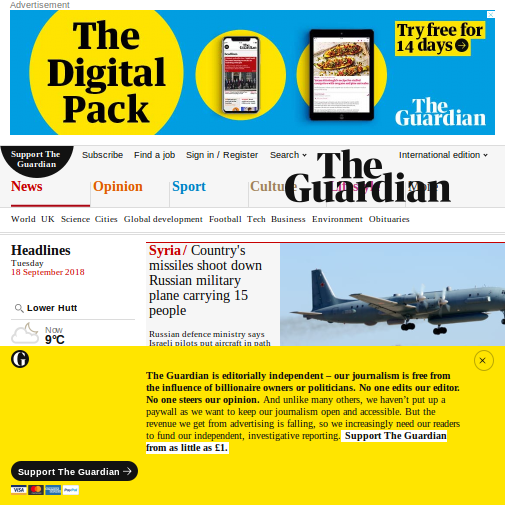 Advertisement
The
Digital
Pack
Try free for
14 days
The
Guardian
Support The
Guardian
Subscribe
Find a job
Sign in / Register
Search
International edition
The
Guardian
News
Opinion
Sport
Culture
Lifestyle
More
World UK Science Cities Global development Football Tech Business Environment Obituaries
Headlines
Tuesday
18 September 2018
Lower Hutt
Now
9°C
Syria / Country's
missiles shoot down
Russian military
plane carrying 15
people
Russian defence ministry says
Israeli pilots put aircraft in path
The Guardian is editorially independent – our journalism is free from
the influence of billionaire owners or politicians. No one edits our editor.
No one steers our opinion. And unlike many others, we haven't put up a
paywall as we want to keep our journalism open and accessible. But the
revenue we get from advertising is falling, so we increasingly need our readers
to fund our independent, investigative reporting. Support The Guardian
from as little as £1.
Support The Guardian
VISA
PayPal